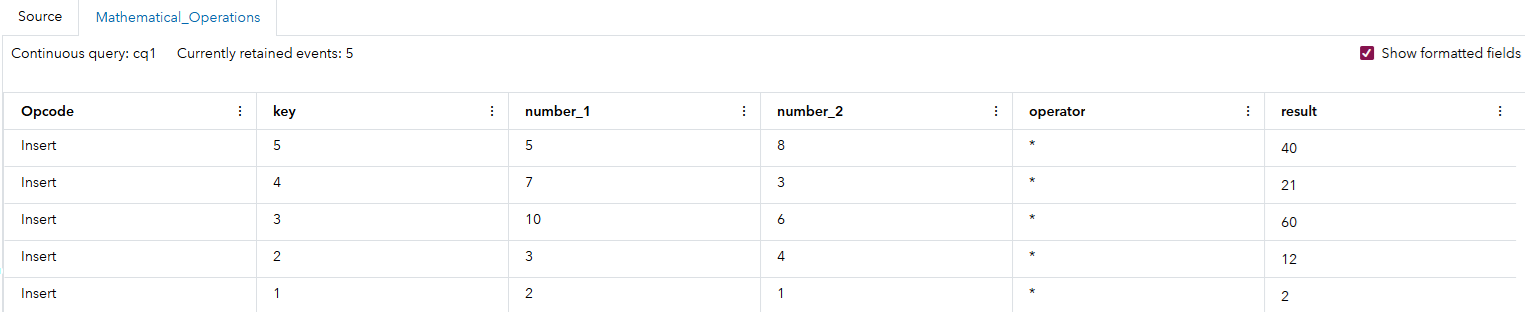 Source Mathematical_Operations
Continuous query: cq1 Currently retained events: 5 Show formatted fields
Opcode key number_1 number_2 operator result
Insert 5 5 8 * 40
Insert 4 7 3 * 21
Insert 3 10 6 * 60
Insert 2 3 4 * 12
Insert 1 2 1 * 2